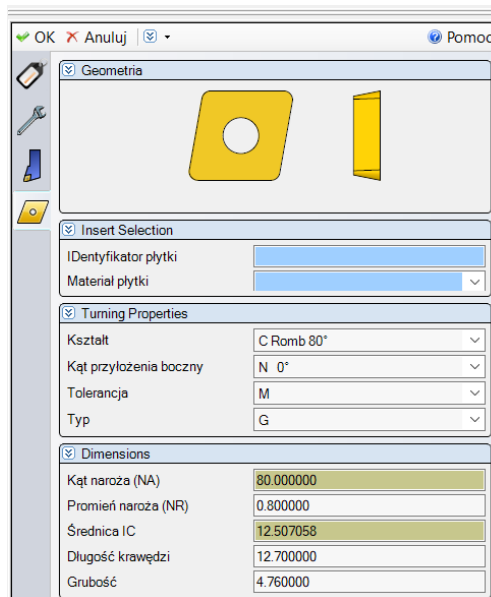 OK Anuluj Pomoc
Geometria
Insert Selection
IDentyfikator płytki
Materiał płytki
Turning Properties
Kształt C Romb 80°
Kąt przyłożenia boczny N 0°
Tolerancja M
Typ G
Dimensions
Kąt naroża (NA) 80.000000
Promień naroża (NR) 0.800000
Średnica IC 12.507058
Długość krawędzi 12.700000
Grubość 4.760000